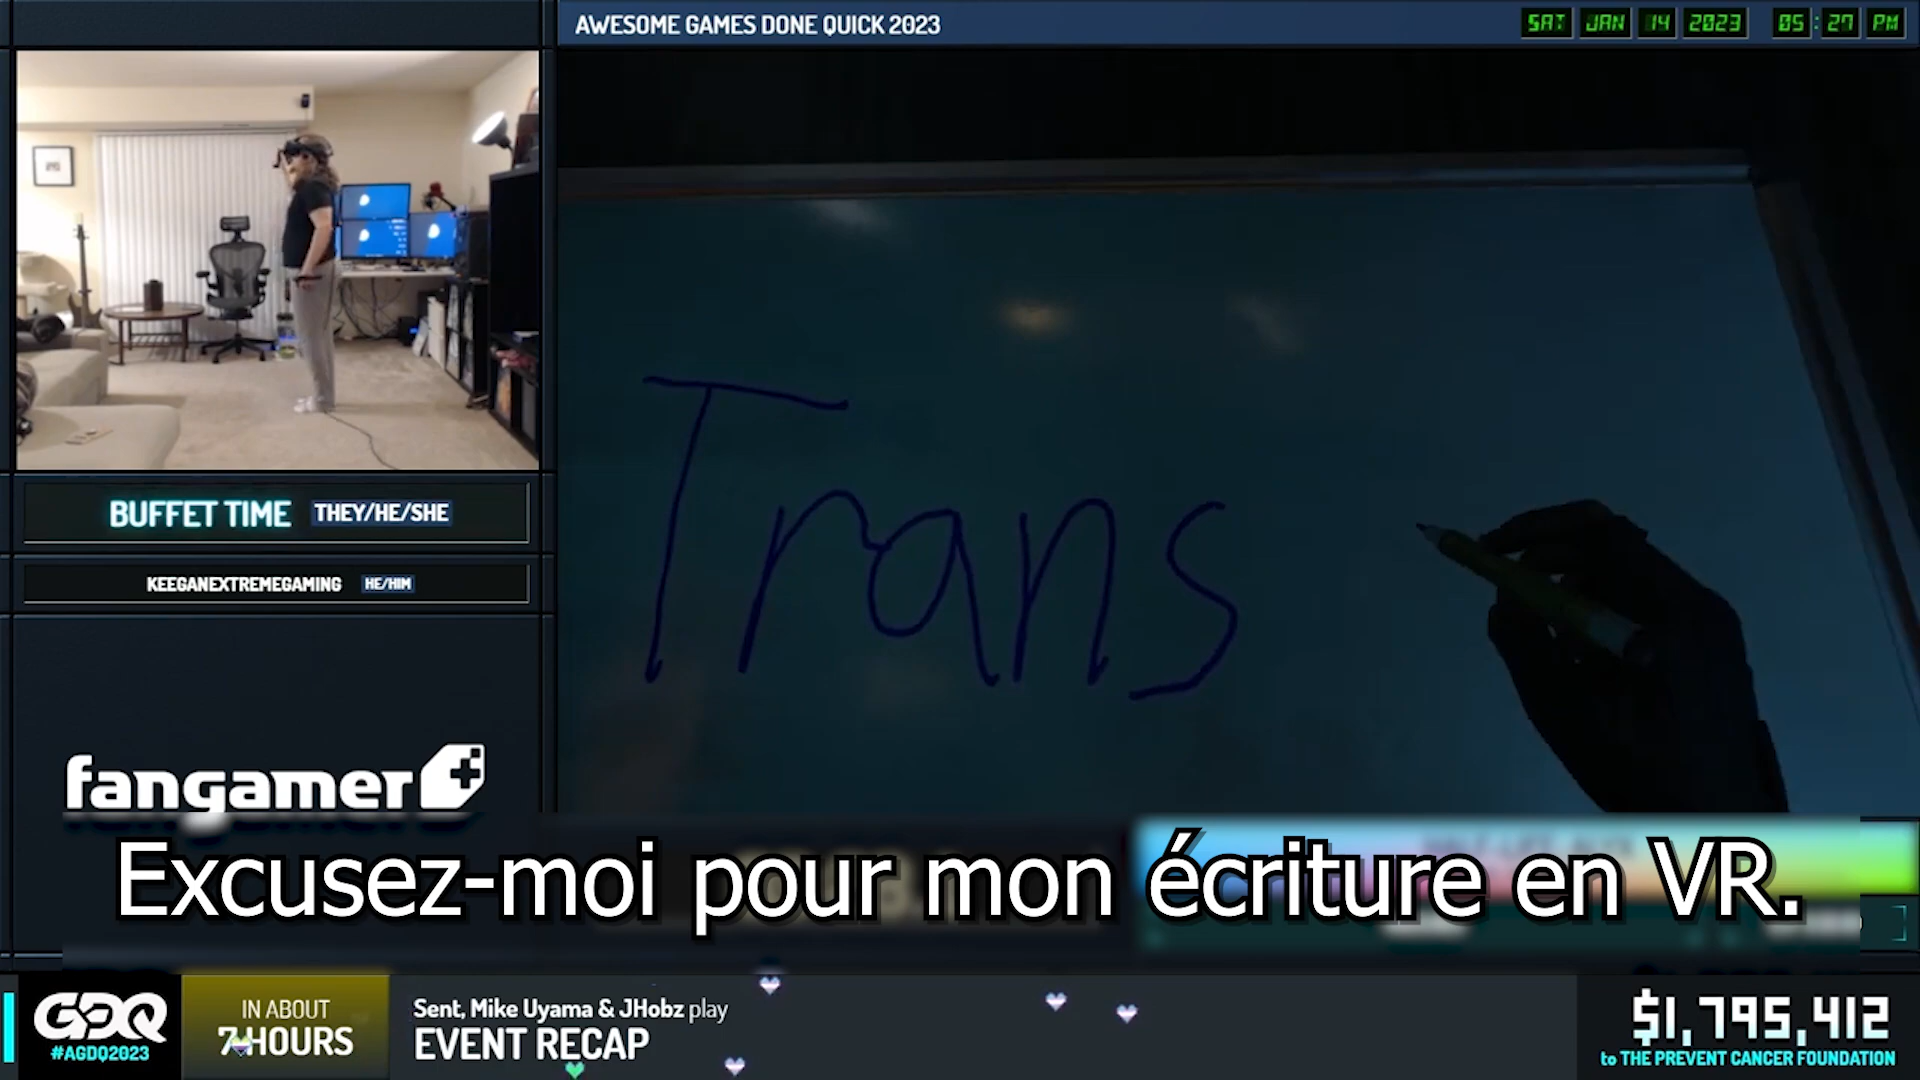 AWESOME GAMES DONE QUICK 2023
SAT JAN 14 2023 05:27 PM
Trans
BUFFET TIME THEY/HE/SHE
KEEGANEXTREMEGAMING HE/HIM
fangamer
Excusez-moi pour mon écriture en VR.
GDQ
#AGDQ2023
IN ABOUT
7 HOURS
Sent, Mike Uyama & JHobz play
EVENT RECAP
$1,795,412
to THE PREVENT CANCER FOUNDATION